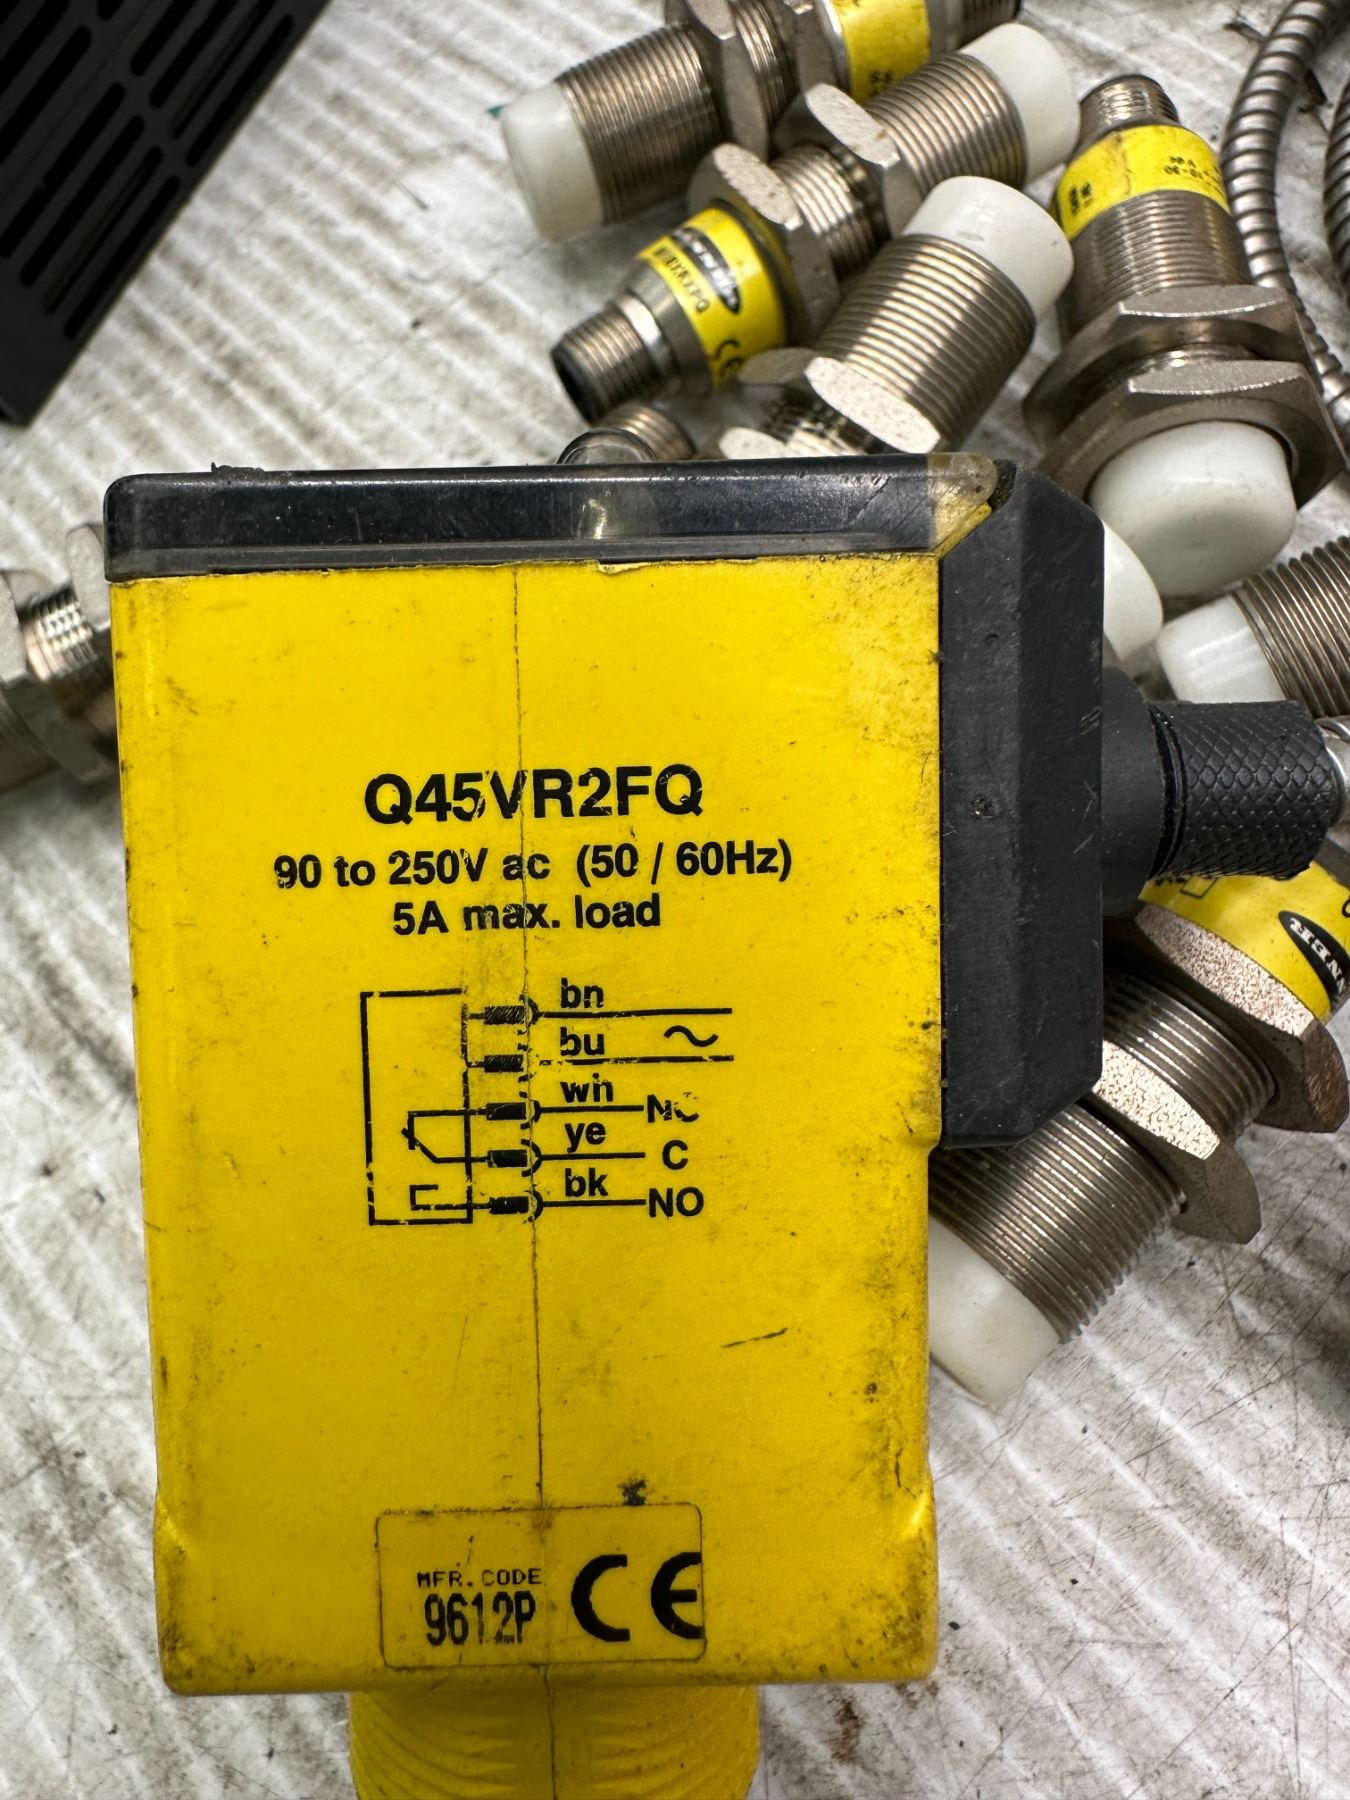 Q45VR2FQ
90 to 250V ac (50 / 60Hz)
5A max. load
bn
bu
~
wh
NC
ye
C
bk
NO
MFR. CODE
9612P
CE